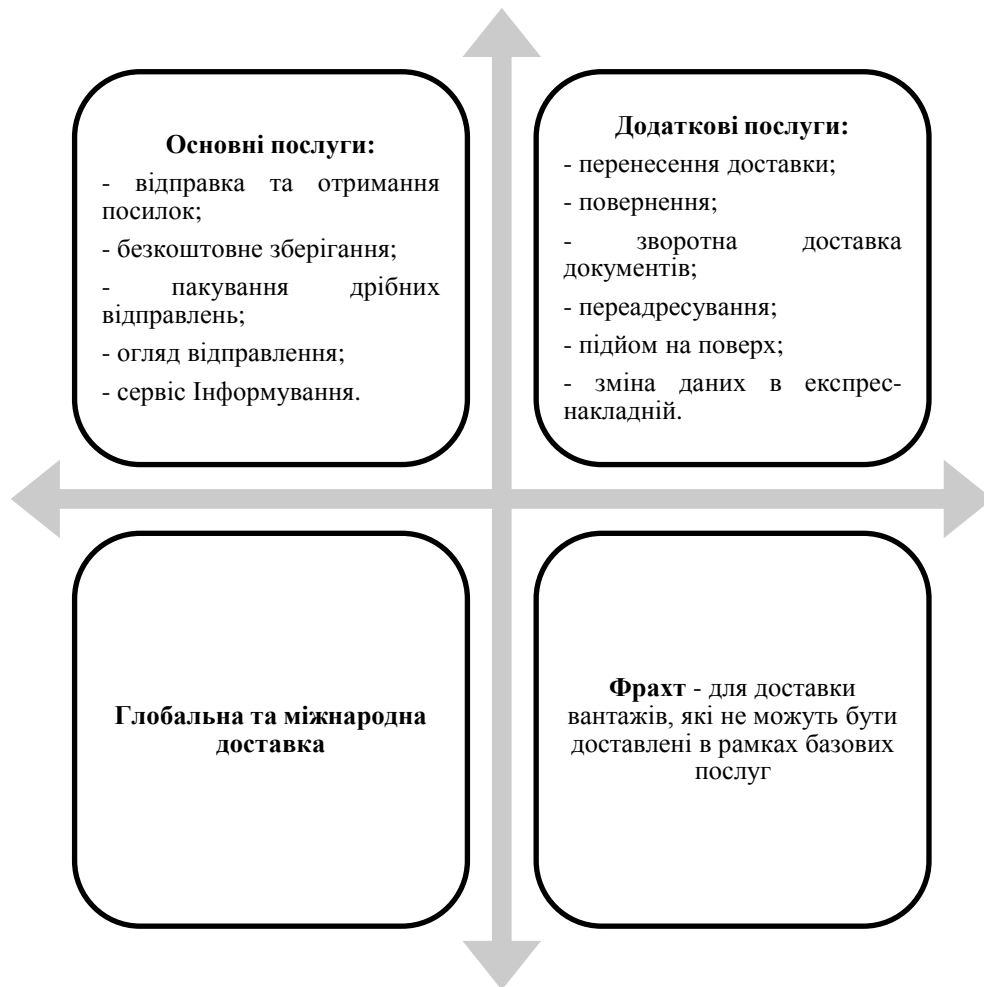 Основні послуги:
- відправка та отримання
посилок;
- безкоштовне зберігання;
- пакування дрібних
відправлень;
- огляд відправлення;
- сервіс Інформування.
Додаткові послуги:
- перенесення доставки;
- повернення;
- зворотна доставка
документів;
- переадресування;
- підйом на поверх;
- зміна даних в експрес-
накладній.
Глобальна та міжнародна
доставка
Фрахт - для доставки
вантажів, які не можуть бути
доставлені в рамках базових
послуг